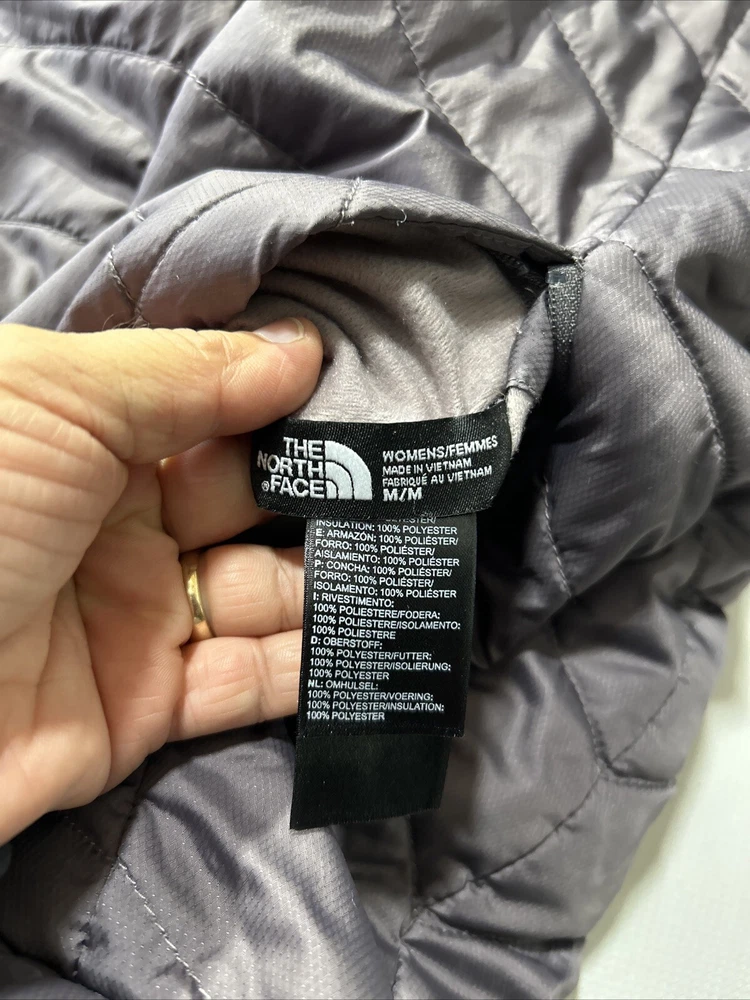 THE
NORTH
®FACE
WOMENS/FEMMES
MADE IN VIETNAM
FABRIQUÉ AU VIETNAM
M/M
INSULATION: 100% POLYESTER
E: ARMAZÓN: 100% POLIÉSTER/
FORRO: 100% POLIÉSTER/
AISLAMIENTO: 100% POLIÉSTER
P: CONCHA: 100% POLIÉSTER/
FORRO: 100% POLIÉSTER/
ISOLAMENTO: 100% POLIÉSTER
I: RIVESTIMENTO:
100% POLIESTERE/FODERA:
100% POLIESTERE/ISOLAMENTO:
100% POLIESTERE
D: OBERSTOFF:
100% POLYESTER/FUTTER:
100% POLYESTER/ISOLIERUNG:
100% POLYESTER
NL: OMHULSEL:
100% POLYESTER/VOERING:
100% POLYESTER/INSULATION:
100% POLYESTER